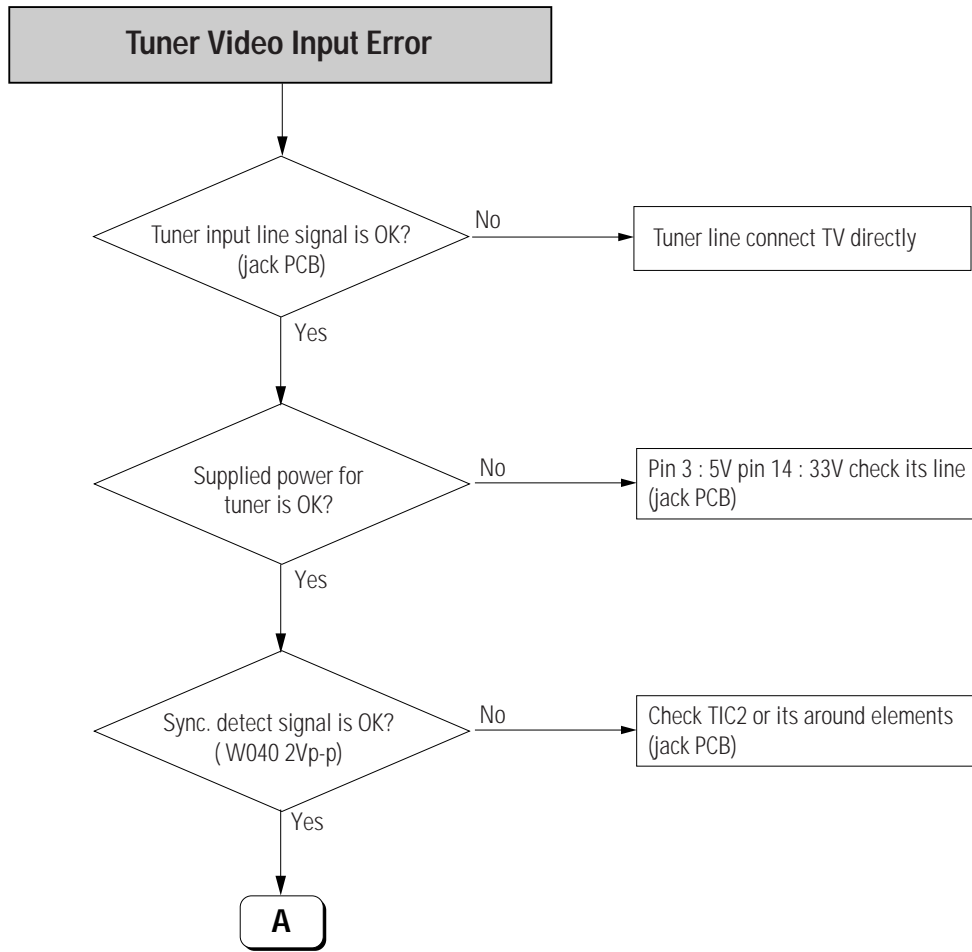 Tuner Video Input Error
Tuner input line signal is OK?
(jack PCB)
No
Tuner line connect TV directly
Yes
Supplied power for
tuner is OK?
No
Pin 3 : 5V pin 14 : 33V check its line
(jack PCB)
Yes
Sync. detect signal is OK?
( W040 2Vp-p)
No
Check TIC2 or its around elements
(jack PCB)
Yes
A